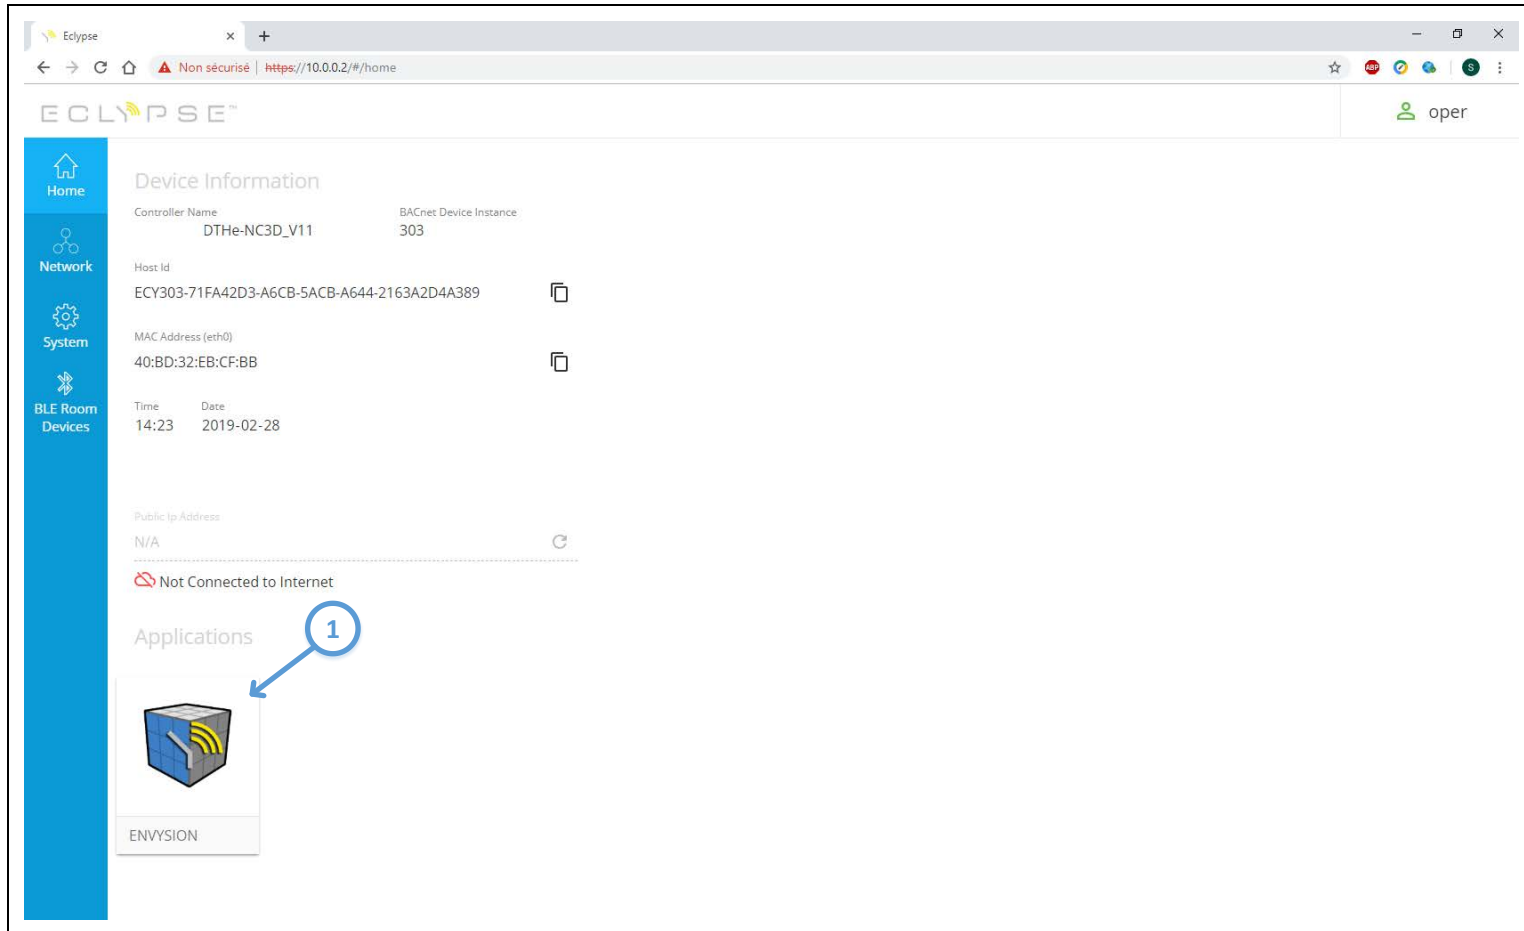 Eclypse
Non sécurisé | https://10.0.0.2/#/home
ABP
S
ECLYPSE™
oper
Home
Network
System
BLE Room
Devices
Device Information
Controller Name BACnet Device Instance
DTHe-NC3D_V11 303
Host Id
ECY303-71FA42D3-A6CB-5ACB-A644-2163A2D4A389
MAC Address (eth0)
40:BD:32:EB:CF:BB
Time Date
14:23 2019-02-28
Public Ip Address
N/A
Not Connected to Internet
Applications
1
ENVYSION